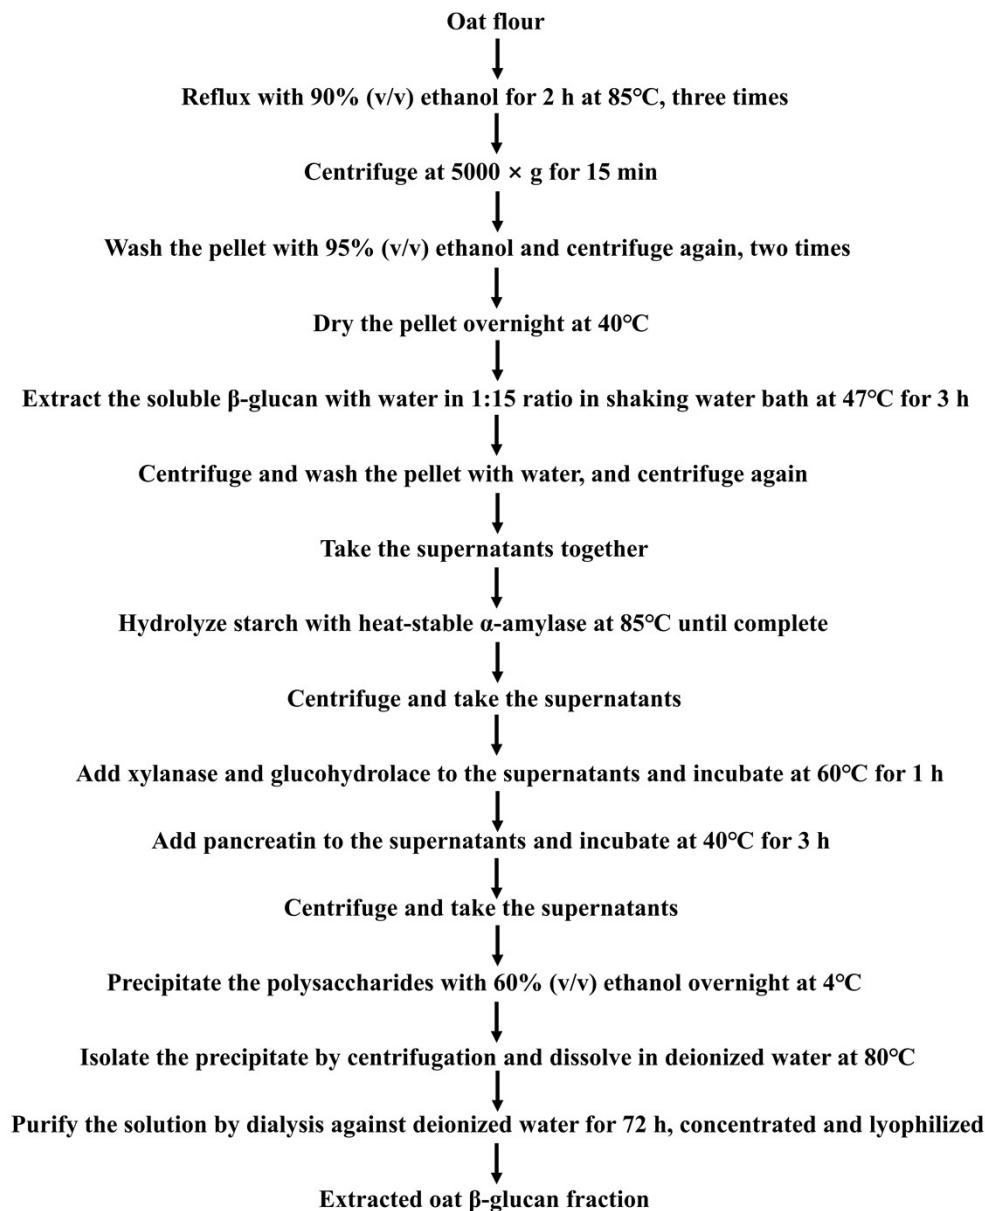 Oat flour
Reflux with 90% (v/v) ethanol for 2 h at 85℃, three times
Centrifuge at 5000 × g for 15 min
Wash the pellet with 95% (v/v) ethanol and centrifuge again, two times
Dry the pellet overnight at 40℃
Extract the soluble β-glucan with water in 1:15 ratio in shaking water bath at 47℃ for 3 h
Centrifuge and wash the pellet with water, and centrifuge again
Take the supernatants together
Hydrolyze starch with heat-stable α-amylase at 85℃ until complete
Centrifuge and take the supernatants
Add xylanase and glucohydrolace to the supernatants and incubate at 60℃ for 1 h
Add pancreatin to the supernatants and incubate at 40℃ for 3 h
Centrifuge and take the supernatants
Precipitate the polysaccharides with 60% (v/v) ethanol overnight at 4℃
Isolate the precipitate by centrifugation and dissolve in deionized water at 80℃
Purify the solution by dialysis against deionized water for 72 h, concentrated and lyophilized
Extracted oat β-glucan fraction